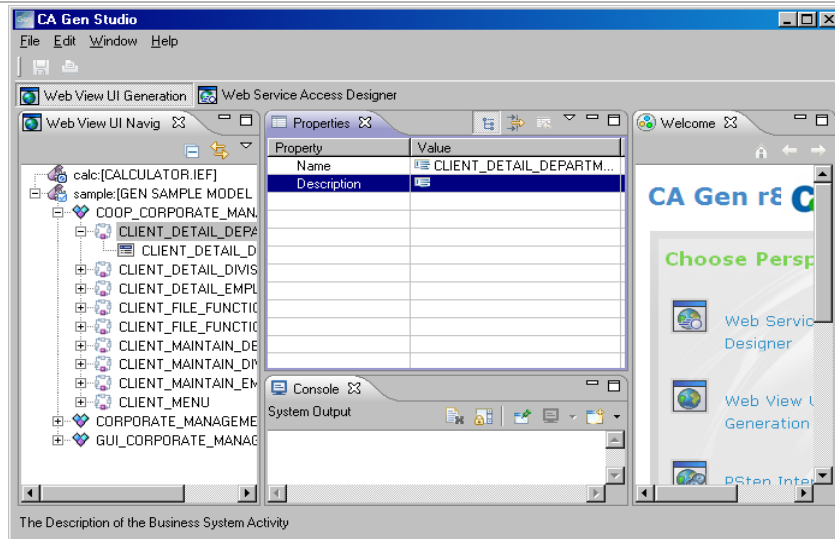 CA Gen Studio
File Edit Window Help
Web View UI Generation Web Service Access Designer
Web View UI Navig
calc:[CALCULATOR.IEF]
sample:[GEN SAMPLE MODEL
COOP_CORPORATE_MAN
CLIENT_DETAIL_DEPA
CLIENT_DETAIL_D
CLIENT_DETAIL_DIVIS
CLIENT_DETAIL_EMPL
CLIENT_FILE_FUNCTIO
CLIENT_FILE_FUNCTIO
CLIENT_MAINTAIN_DE
CLIENT_MAINTAIN_DI
CLIENT_MAINTAIN_EM
CLIENT_MENU
CORPORATE_MANAGEME
GUI_CORPORATE_MANAG
Properties
Property Value
Name CLIENT_DETAIL_DEPARTM...
Description
Console
System Output
Welcome
CA Gen r8
Choose Persp
Web Servic
Designer
Web View U
Generation
PStep Inter
The Description of the Business System Activity